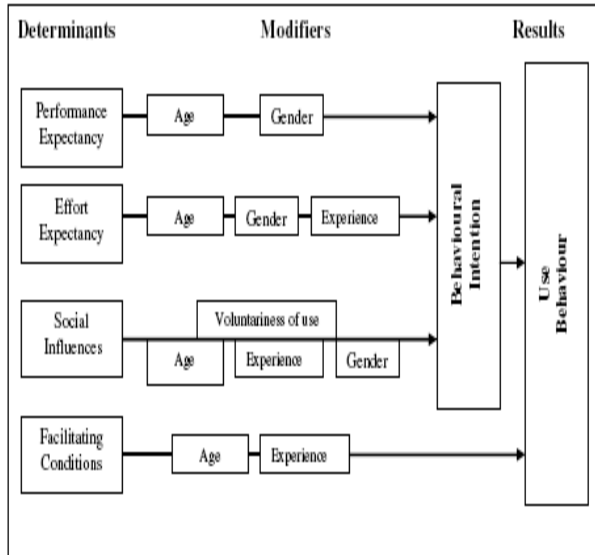 Determinants Modifiers Results
Performance
Expectancy
Age
Gender
Effort
Expectancy
Age
Gender
Experience
Social
Influences
Voluntariness of use
Age
Experience
Gender
Facilitating
Conditions
Age
Experience
Behavioural
Intention
Use
Behaviour